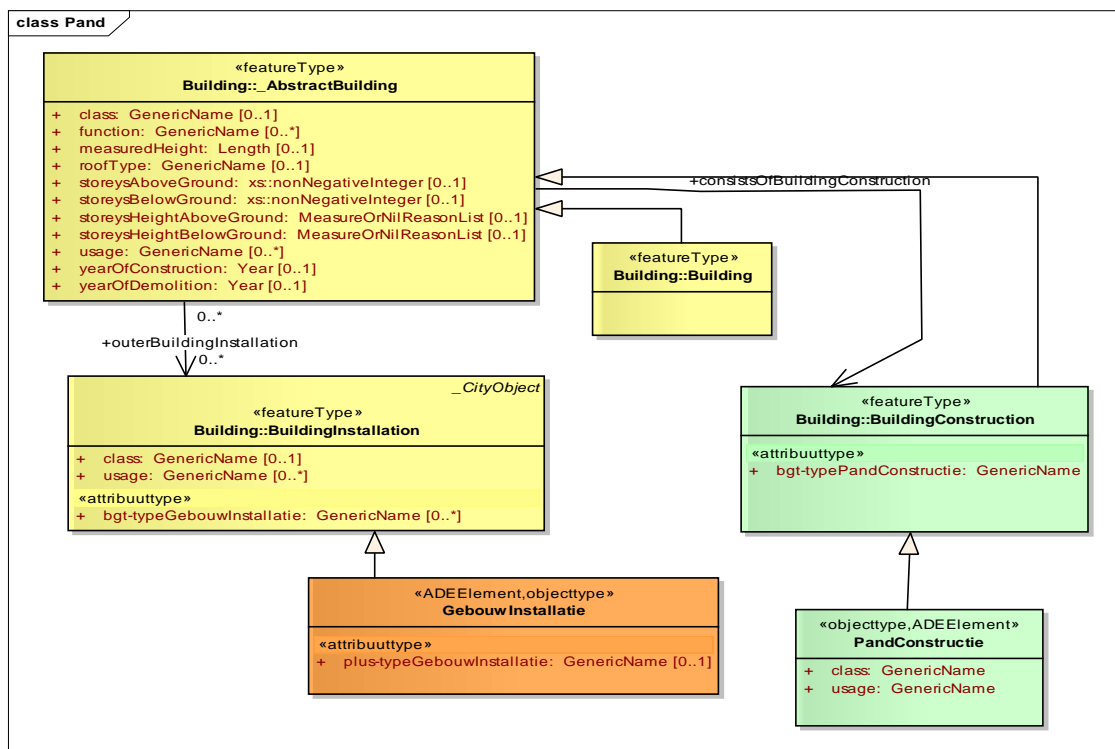 class Pand
«featureType»
Building::_AbstractBuilding
+ class: GenericName [0..1]
+ function: GenericName [0..*]
+ measuredHeight: Length [0..1]
+ roofType: GenericName [0..1]
+ storeysAboveGround: xs::nonNegativeInteger [0..1]
+ storeysBelowGround: xs::nonNegativeInteger [0..1]
+ storeysHeightAboveGround: MeasureOrNilReasonList [0..1]
+ storeysHeightBelowGround: MeasureOrNilReasonList [0..1]
+ usage: GenericName [0..*]
+ yearOfConstruction: Year [0..1]
+ yearOfDemolition: Year [0..1]
+consistsOfBuildingConstruction
«featureType»
Building::Building
0..*
+outerBuildingInstallation
0..*
_CityObject
«featureType»
Building::BuildingInstallation
+ class: GenericName [0..1]
+ usage: GenericName [0..*]
«attribuuttype»
+ bgt-typeGebouwInstallatie: GenericName [0..*]
«featureType»
Building::BuildingConstruction
«attribuuttype»
+ bgt-typePandConstructie: GenericName
«ADEElement,objecttype»
GebouwInstallatie
«attribuuttype»
+ plus-typeGebouwInstallatie: GenericName [0..1]
«objecttype,ADEElement»
PandConstructie
+ class: GenericName
+ usage: GenericName